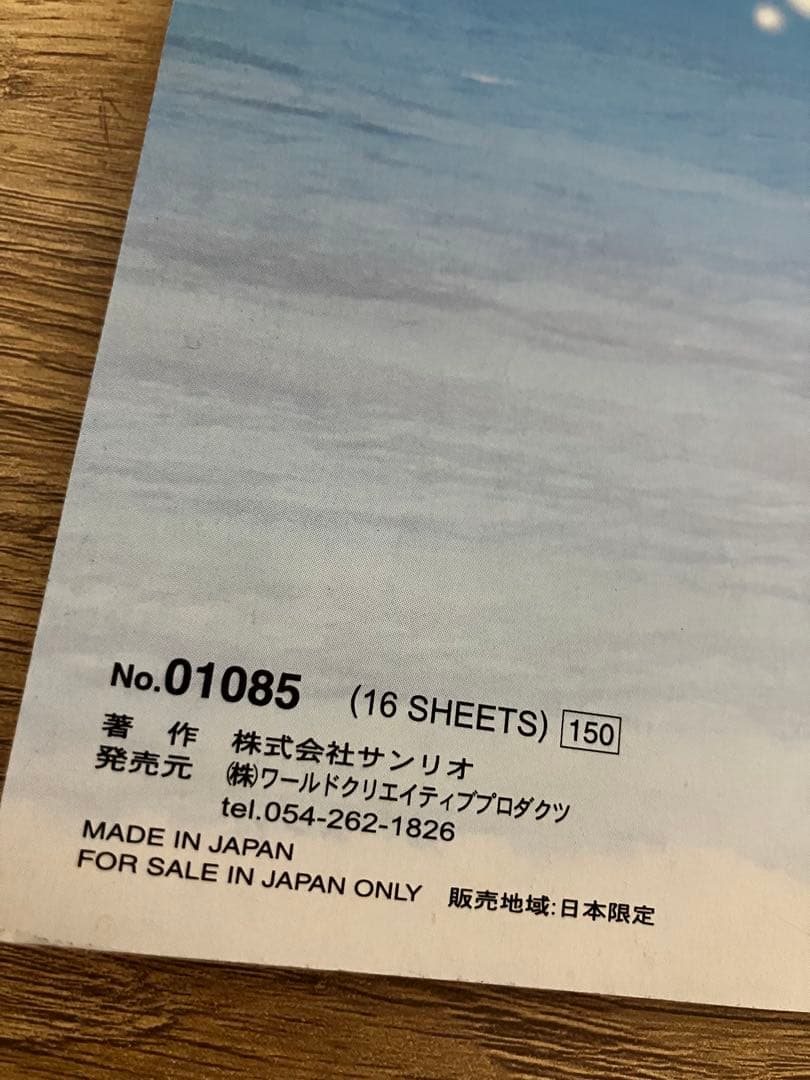 No.01085 (16 SHEETS) 150
著 作 株式会社サンリオ
発売元 ㈱ワールドクリエイティブプロダクツ
tel.054-262-1826
MADE IN JAPAN
FOR SALE IN JAPAN ONLY 販売地域:日本限定